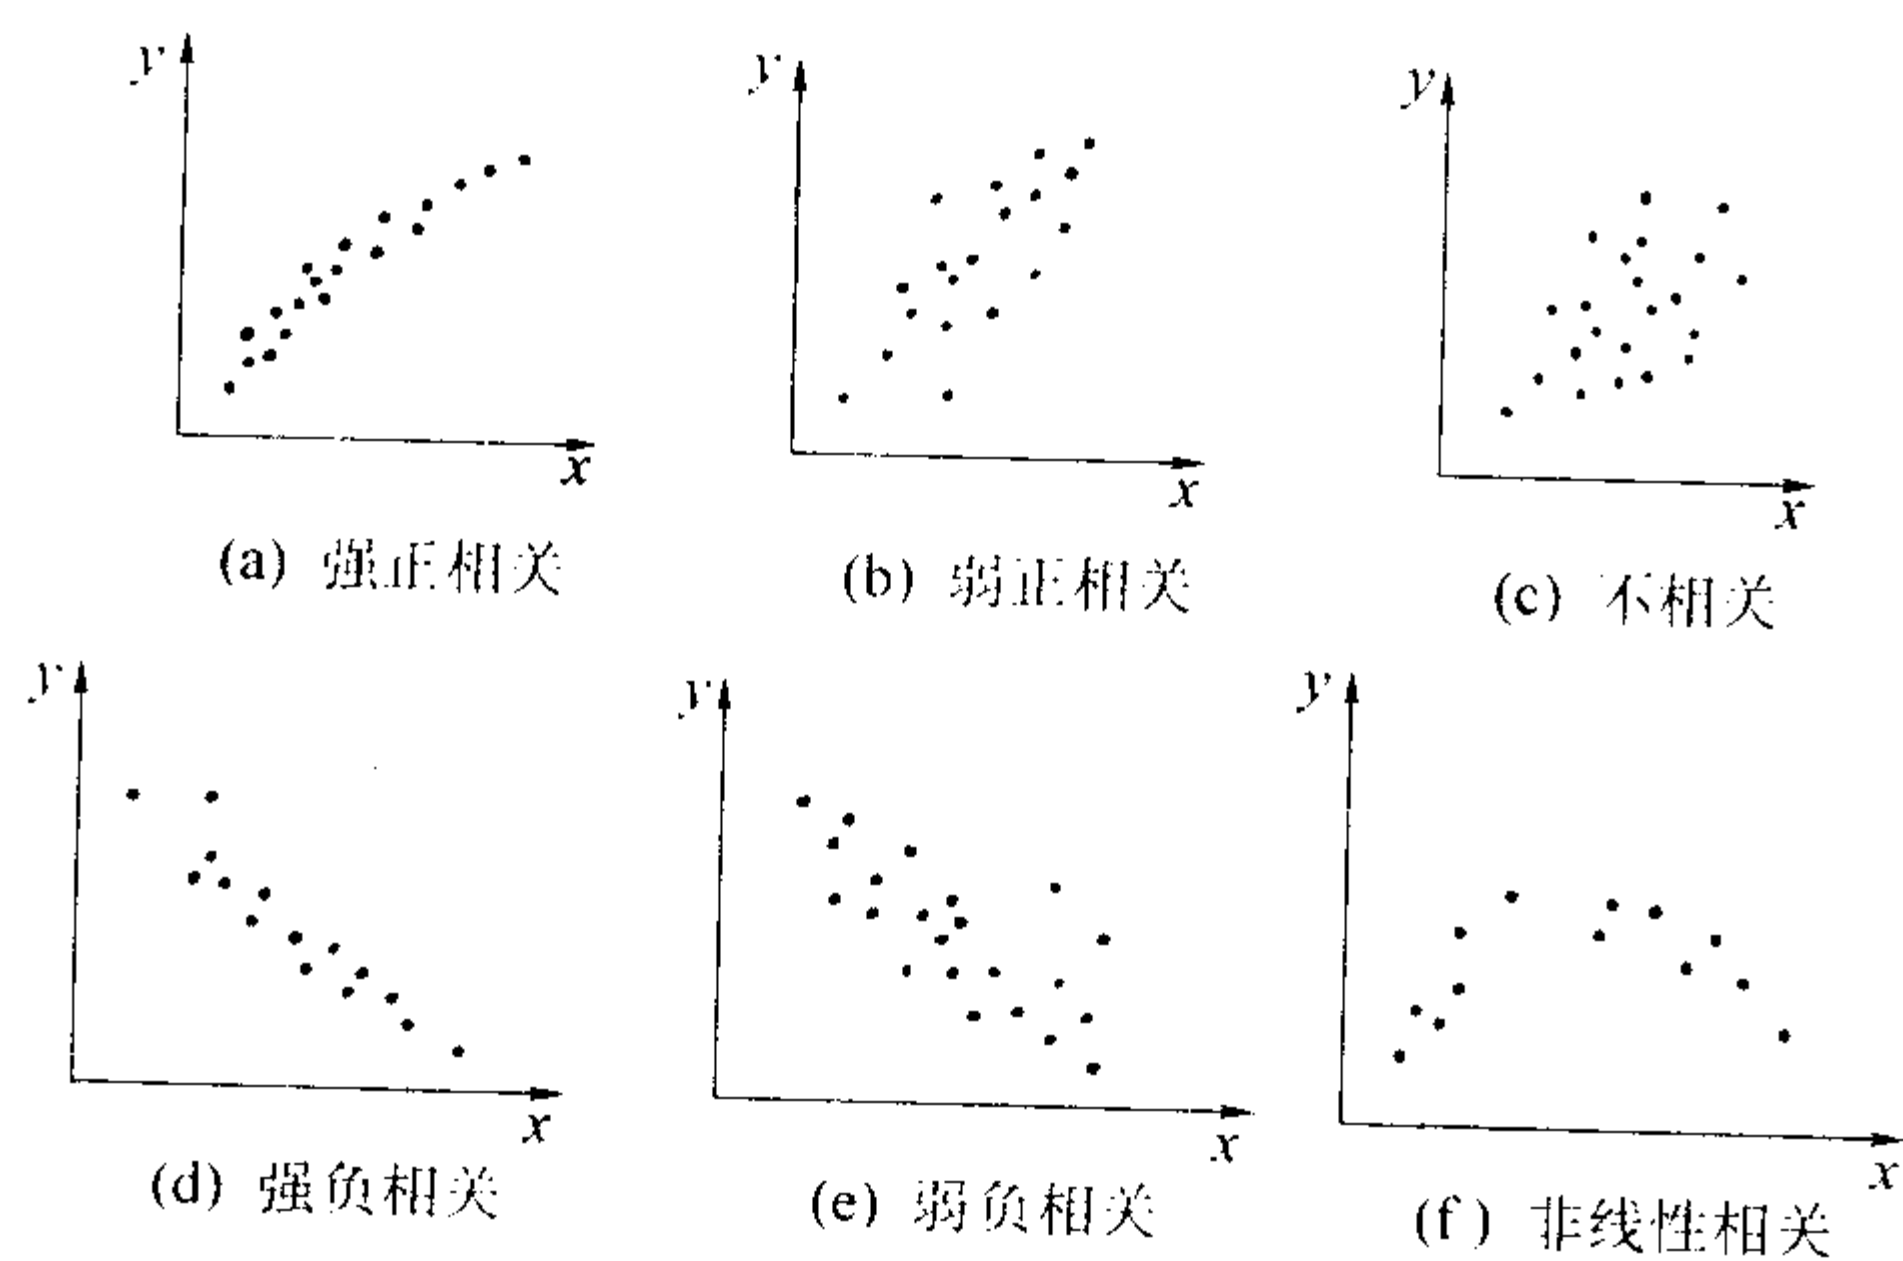 y y y
x x x
(a) 强正相关 (b) 弱正相关 (c) 不相关
y y y
x x x
(d) 强负相关 (e) 弱负相关 (f) 非线性相关